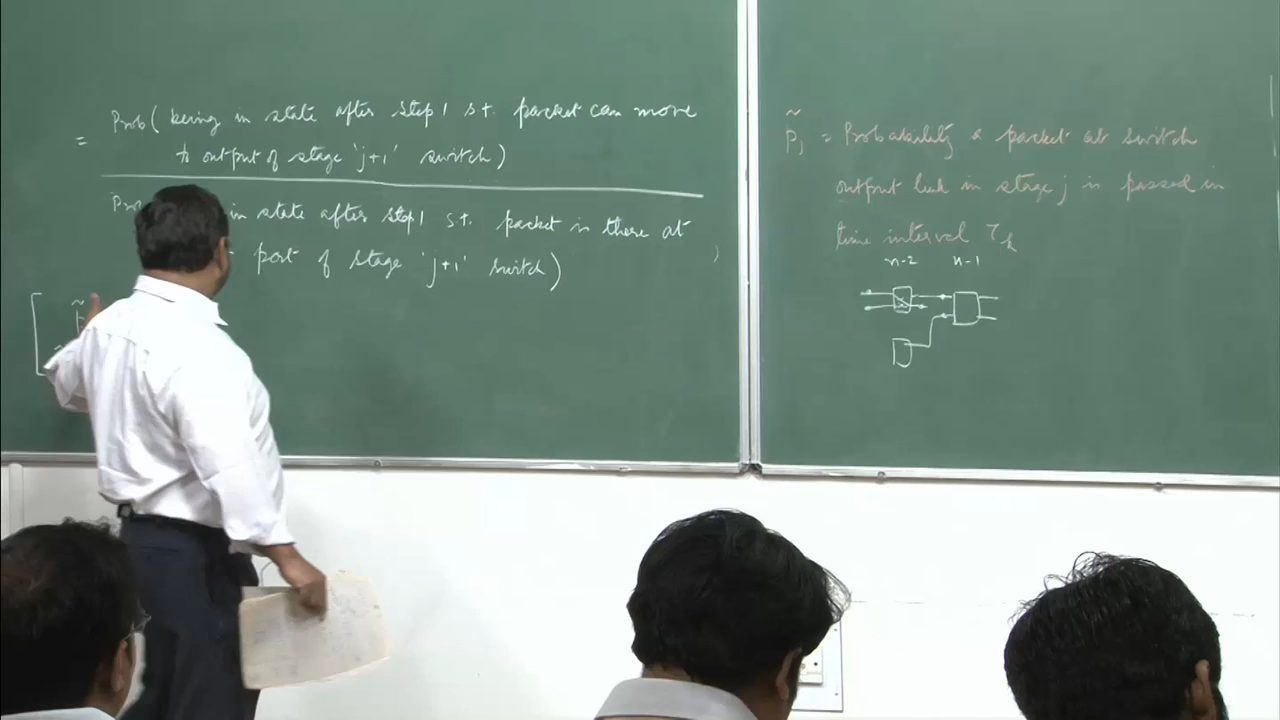 = Prob( being in state after step 1 s.t. packet can move
to output of stage 'j+1' switch)
in state after step 1 s.t. packet is there at
port of stage 'j+1' switch)
P̃j = Probability a packet at switch
output link in stage j is passed in
time interval τk
n-2 n-1